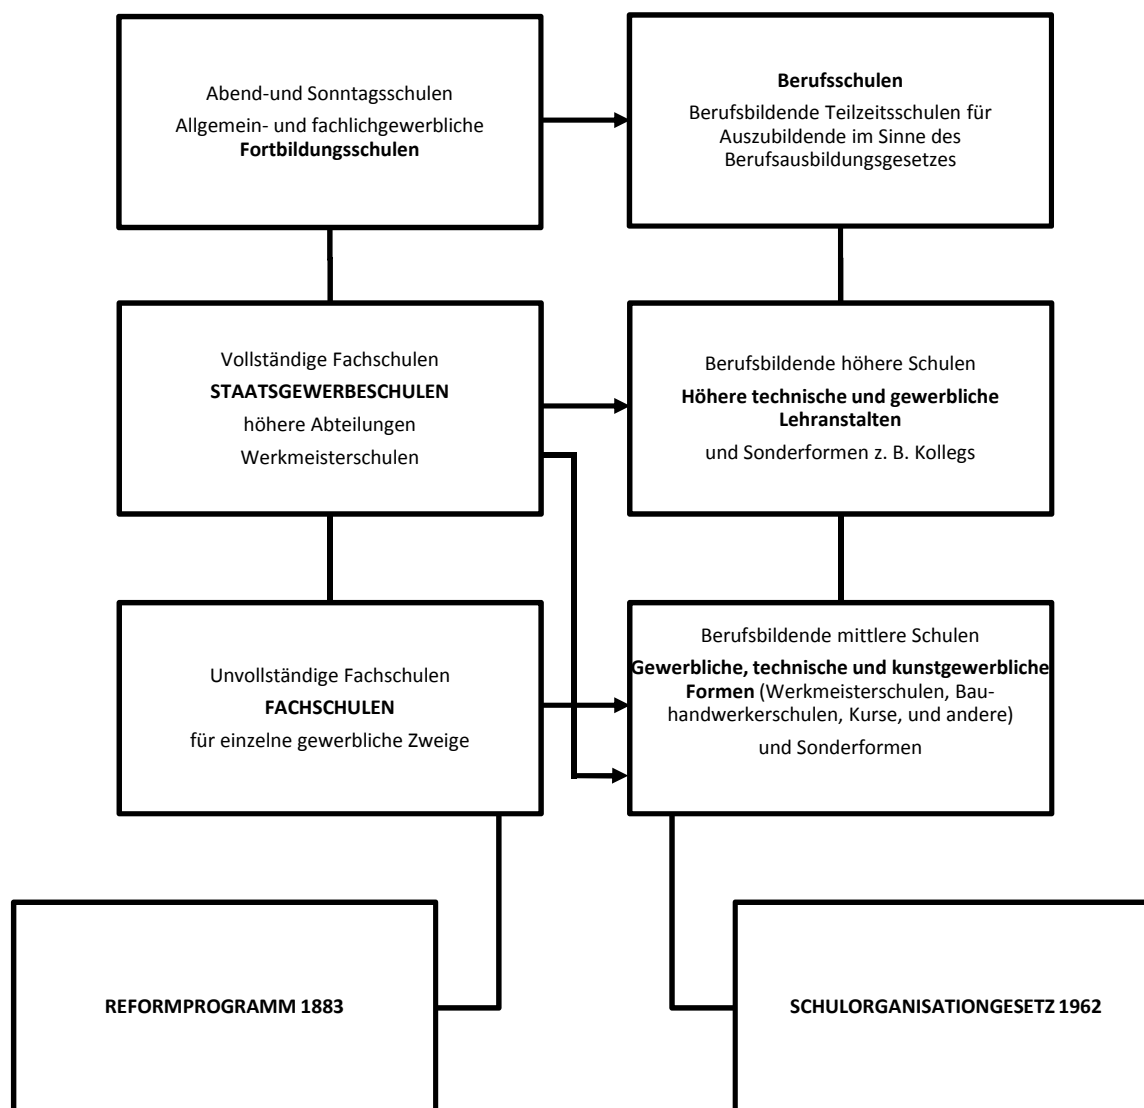 Abend-und Sonntagsschulen
Allgemein- und fachlichgewerbliche
Fortbildungsschulen
Berufsschulen
Berufsbildende Teilzeitsschulen für
Auszubildende im Sinne des
Berufsausbildungsgesetzes
Vollständige Fachschulen
STAATSGEWERBESCHULEN
höhere Abteilungen
Werkmeisterschulen
Berufsbildende höhere Schulen
Höhere technische und gewerbliche
Lehranstalten
und Sonderformen z. B. Kollegs
Unvollständige Fachschulen
FACHSCHULEN
für einzelne gewerbliche Zweige
Berufsbildende mittlere Schulen
Gewerbliche, technische und kunstgewerbliche
Formen (Werkmeisterschulen, Bau-
handwerkerschulen, Kurse, und andere)
und Sonderformen
REFORMPROGRAMM 1883
SCHULORGANISATIONGESETZ 1962